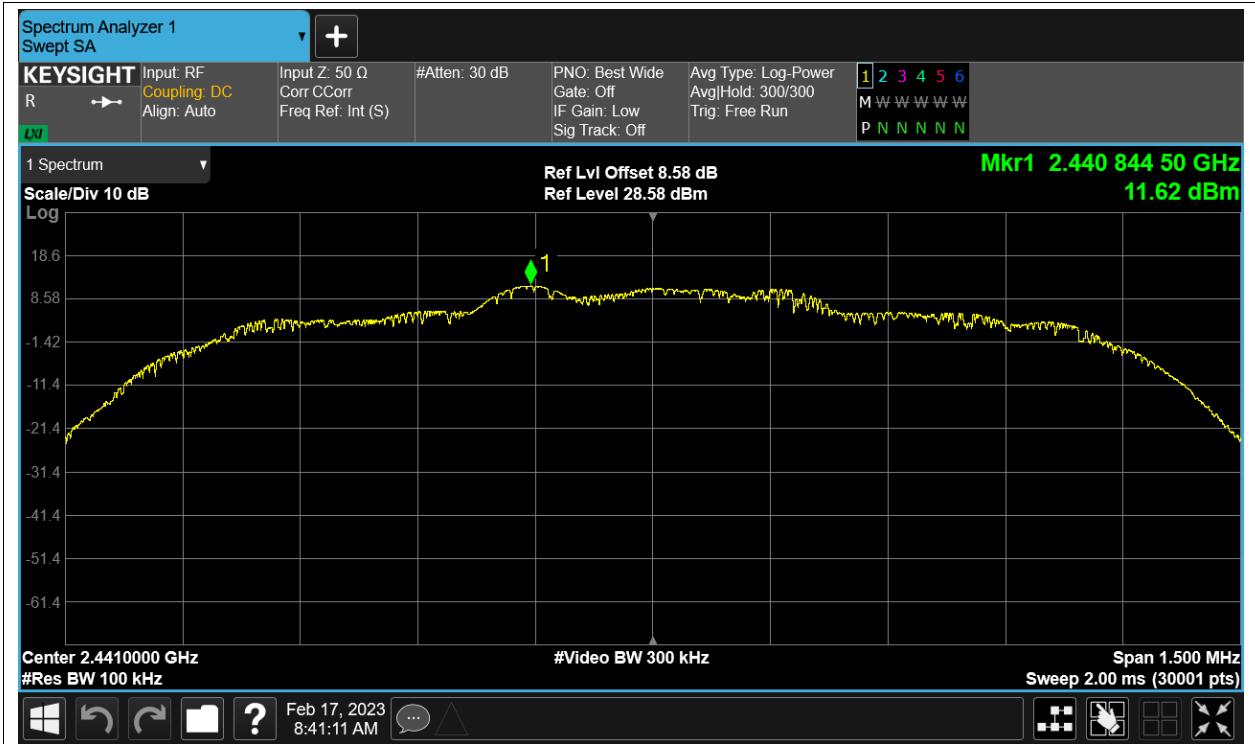 Spectrum Analyzer 1
Swept SA
KEYSIGHT
R
LXI
Input: RF
Coupling: DC
Align: Auto
Input Z: 50 Ω
Corr CCorr
Freq Ref: Int (S)
#Atten: 30 dB
PNO: Best Wide
Gate: Off
IF Gain: Low
Sig Track: Off
Avg Type: Log-Power
Avg|Hold: 300/300
Trig: Free Run
1 2 3 4 5 6
M W W W W W
P N N N N N
1 Spectrum
Scale/Div 10 dB
Ref Lvl Offset 8.58 dB
Ref Level 28.58 dBm
Mkr1 2.440 844 50 GHz
11.62 dBm
Log
18.6
8.58
-1.42
-11.4
-21.4
-31.4
-41.4
-51.4
-61.4
1
Center 2.4410000 GHz
#Res BW 100 kHz
#Video BW 300 kHz
Span 1.500 MHz
Sweep 2.00 ms (30001 pts)
?
Feb 17, 2023
8:41:11 AM